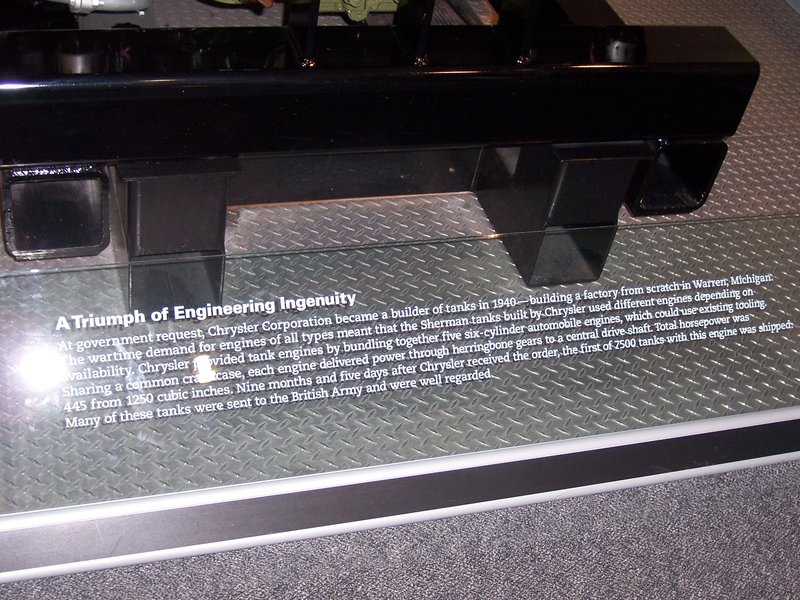 A Triumph of Engineering Ingenuity
At government request, Chrysler Corporation became a builder of tanks in 1940—building a factory from scratch in Warren, Michigan.
The wartime demand for engines of all types meant that the Sherman tanks built by Chrysler used different engines depending on
availability. Chrysler provided tank engines by bundling together five six-cylinder automobile engines, which could use existing tooling.
Sharing a common crankcase, each engine delivered power through herringbone gears to a central drive shaft. Total horsepower was
445 from 1250 cubic inches. Nine months and five days after Chrysler received the order, the first of 7500 tanks with this engine was shipped.
Many of these tanks were sent to the British Army and were well regarded.